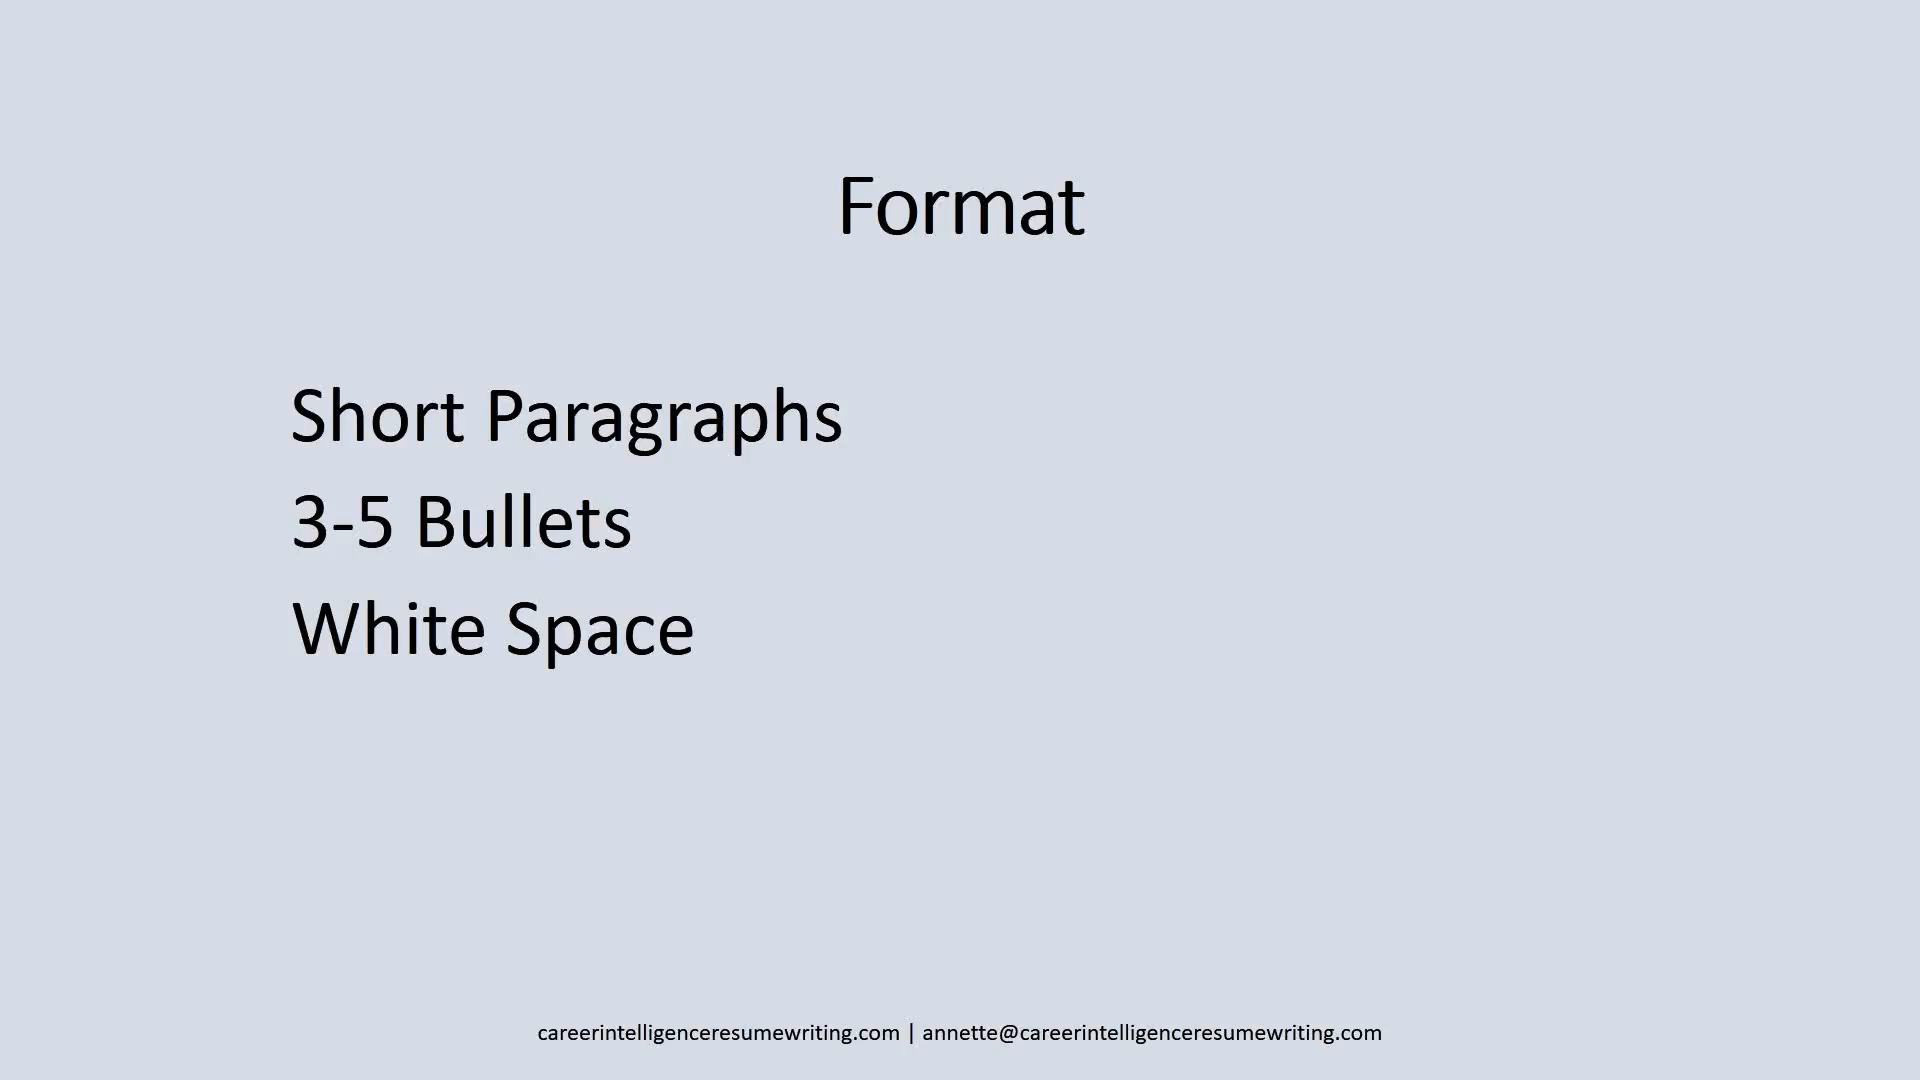 Format
Short Paragraphs
3-5 Bullets
White Space
careerintelligenceresumewriting.com | annette@careerintelligenceresumewriting.com